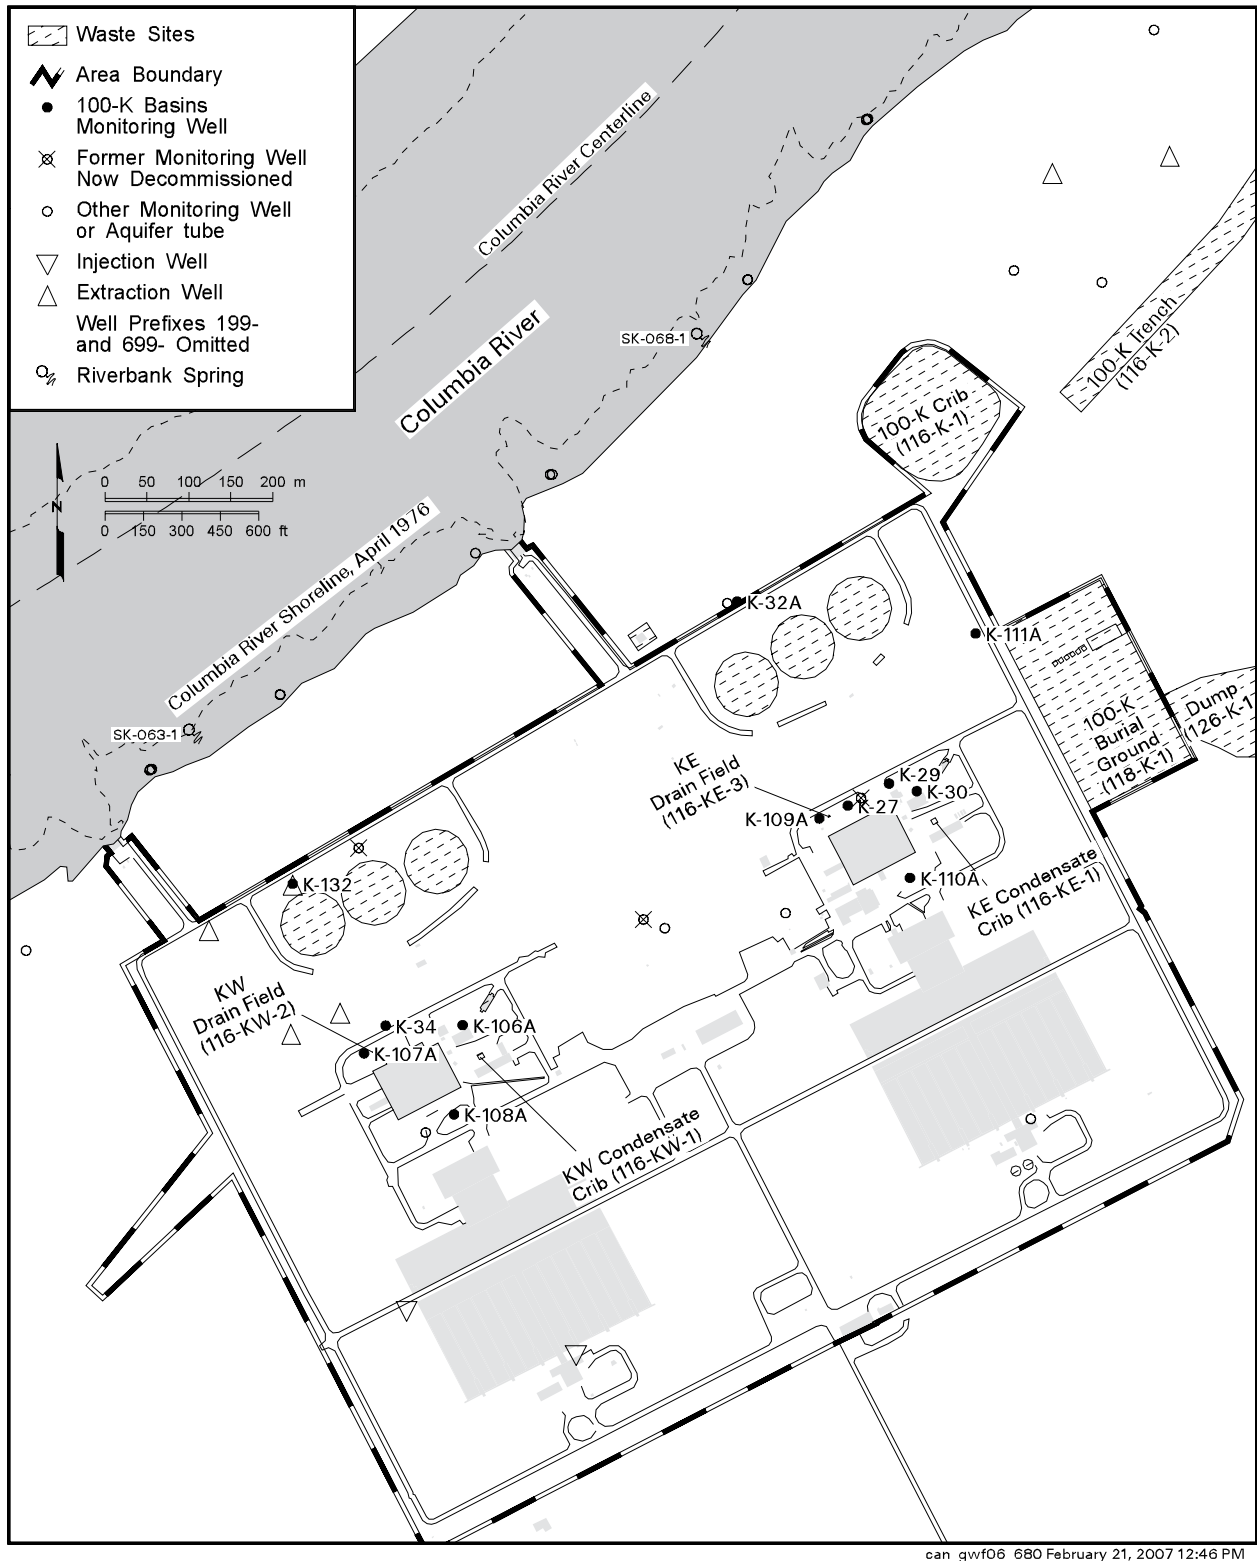 Waste Sites
Area Boundary
100-K Basins
Monitoring Well
Former Monitoring Well
Now Decommissioned
Other Monitoring Well
or Aquifer tube
Injection Well
Extraction Well
Well Prefixes 199-
and 699- Omitted
Riverbank Spring
Columbia River Centerline
Columbia River
SK-068-1
100-K Trench
(116-K-2)
100-K Crib
(116-K-1)
N
0 50 100 150 200 m
0 150 300 450 600 ft
Columbia River Shoreline, April 1976
SK-063-1
K-32A
K-111A
100-K
Burial
Ground
(118-K-1)
Dump
(126-K-1
KE
Drain Field
(116-KE-3)
K-29
K-30
K-27
K-109A
K-110A
KE Condensate
Crib (116-KE-1)
K-132
KW
Drain Field
(116-KW-2)
K-34
K-106A
K-107A
K-108A
KW Condensate
Crib (116-KW-1)
can_gwf06_680 February 21, 2007 12:46 PM